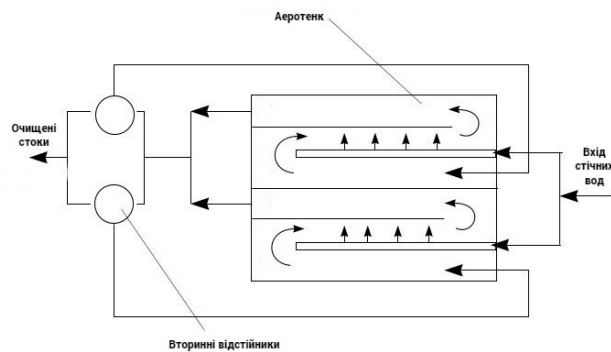 Аеротенк
Очищені
стоки
Вхід
стічних
вод
Вторинні відстійники